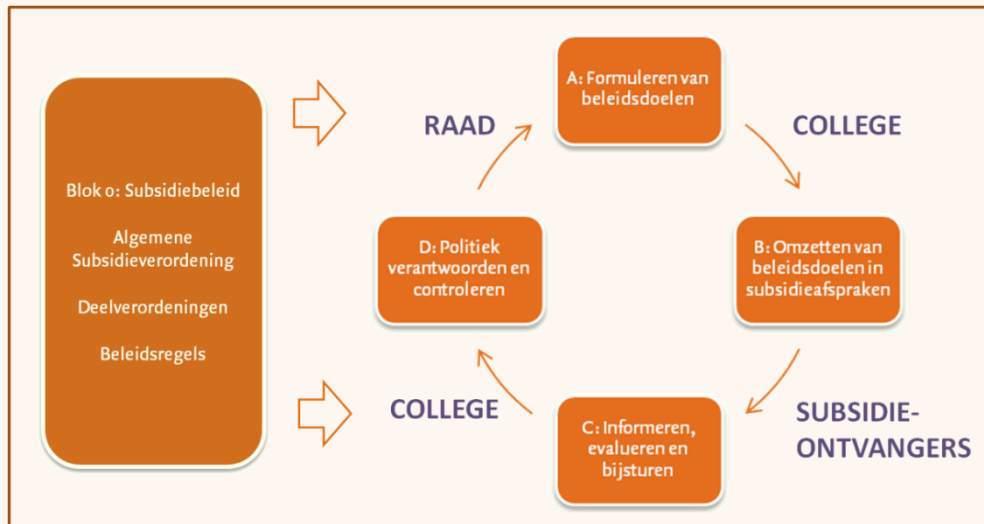 Blok 0: Subsidiebeleid
Algemene
Subsidieverordening
Deelverordeningen
Beleidsregels
A: Formuleren van
beleidsdoelen
RAAD
COLLEGE
D: Politiek
verantwoorden en
controleren
B: Omzetten van
beleidsdoelen in
subsidieafspraken
COLLEGE
C: Informeren,
evalueren en
bijsturen
SUBSIDIE-
ONTVANGERS